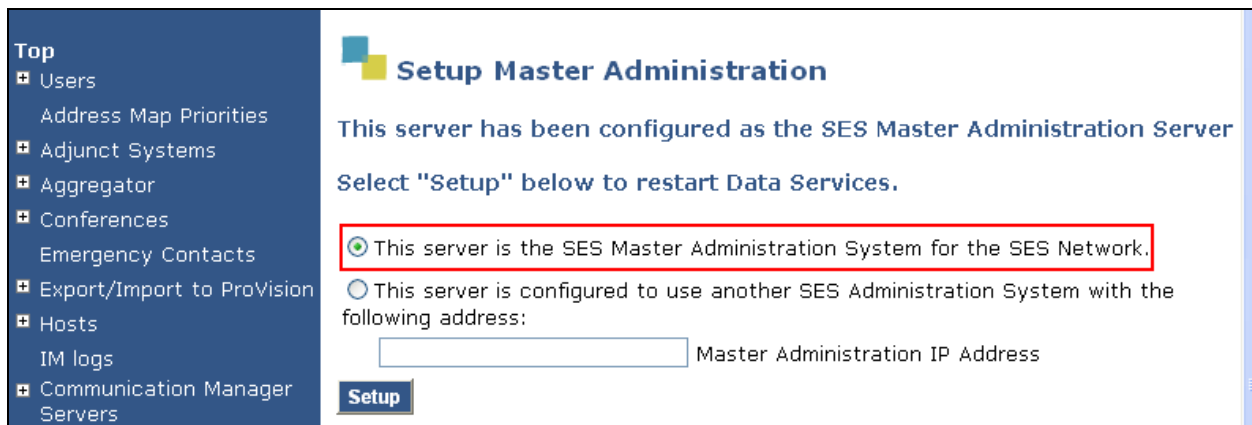 Top
Users
Address Map Priorities
Adjunct Systems
Aggregator
Conferences
Emergency Contacts
Export/Import to ProVision
Hosts
IM logs
Communication Manager
Servers
Setup Master Administration
This server has been configured as the SES Master Administration Server
Select "Setup" below to restart Data Services.
This server is the SES Master Administration System for the SES Network.
This server is configured to use another SES Administration System with the
following address:
Master Administration IP Address
Setup